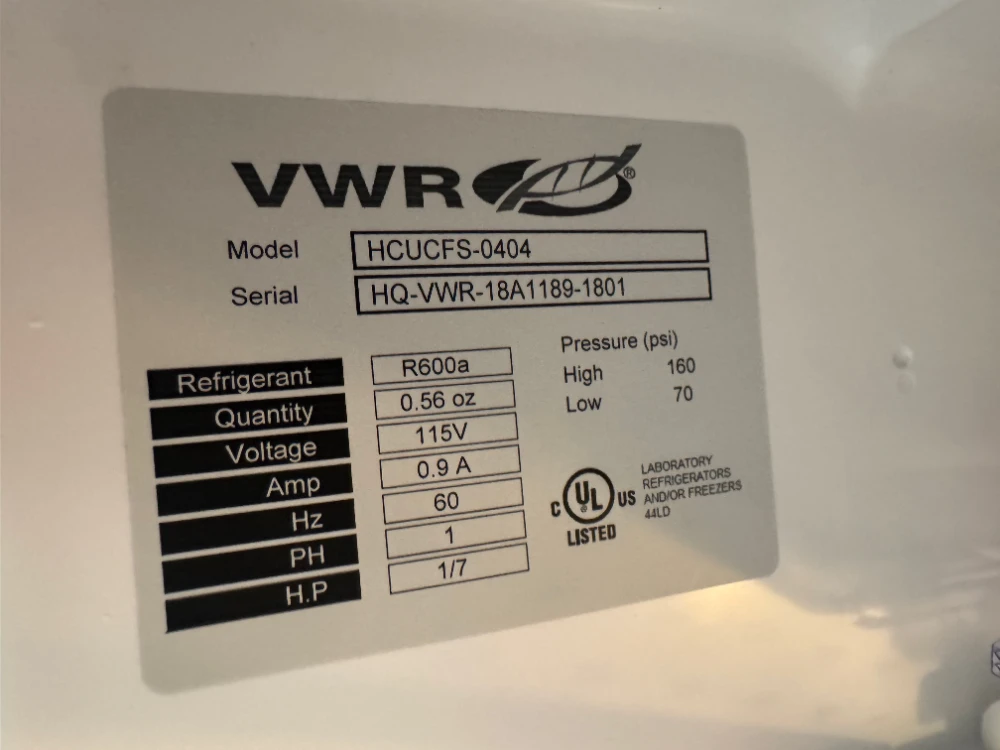 VWR ®
Model HCUCFS-0404
Serial HQ-VWR-18A1189-1801
Refrigerant R600a
Quantity 0.56 oz
Voltage 115V
Amp 0.9 A
Hz 60
PH 1
H.P 1/7
Pressure (psi)
High 160
Low 70
C UL ® US
LISTED
LABORATORY
REFRIGERATORS
AND/OR FREEZERS
44LD